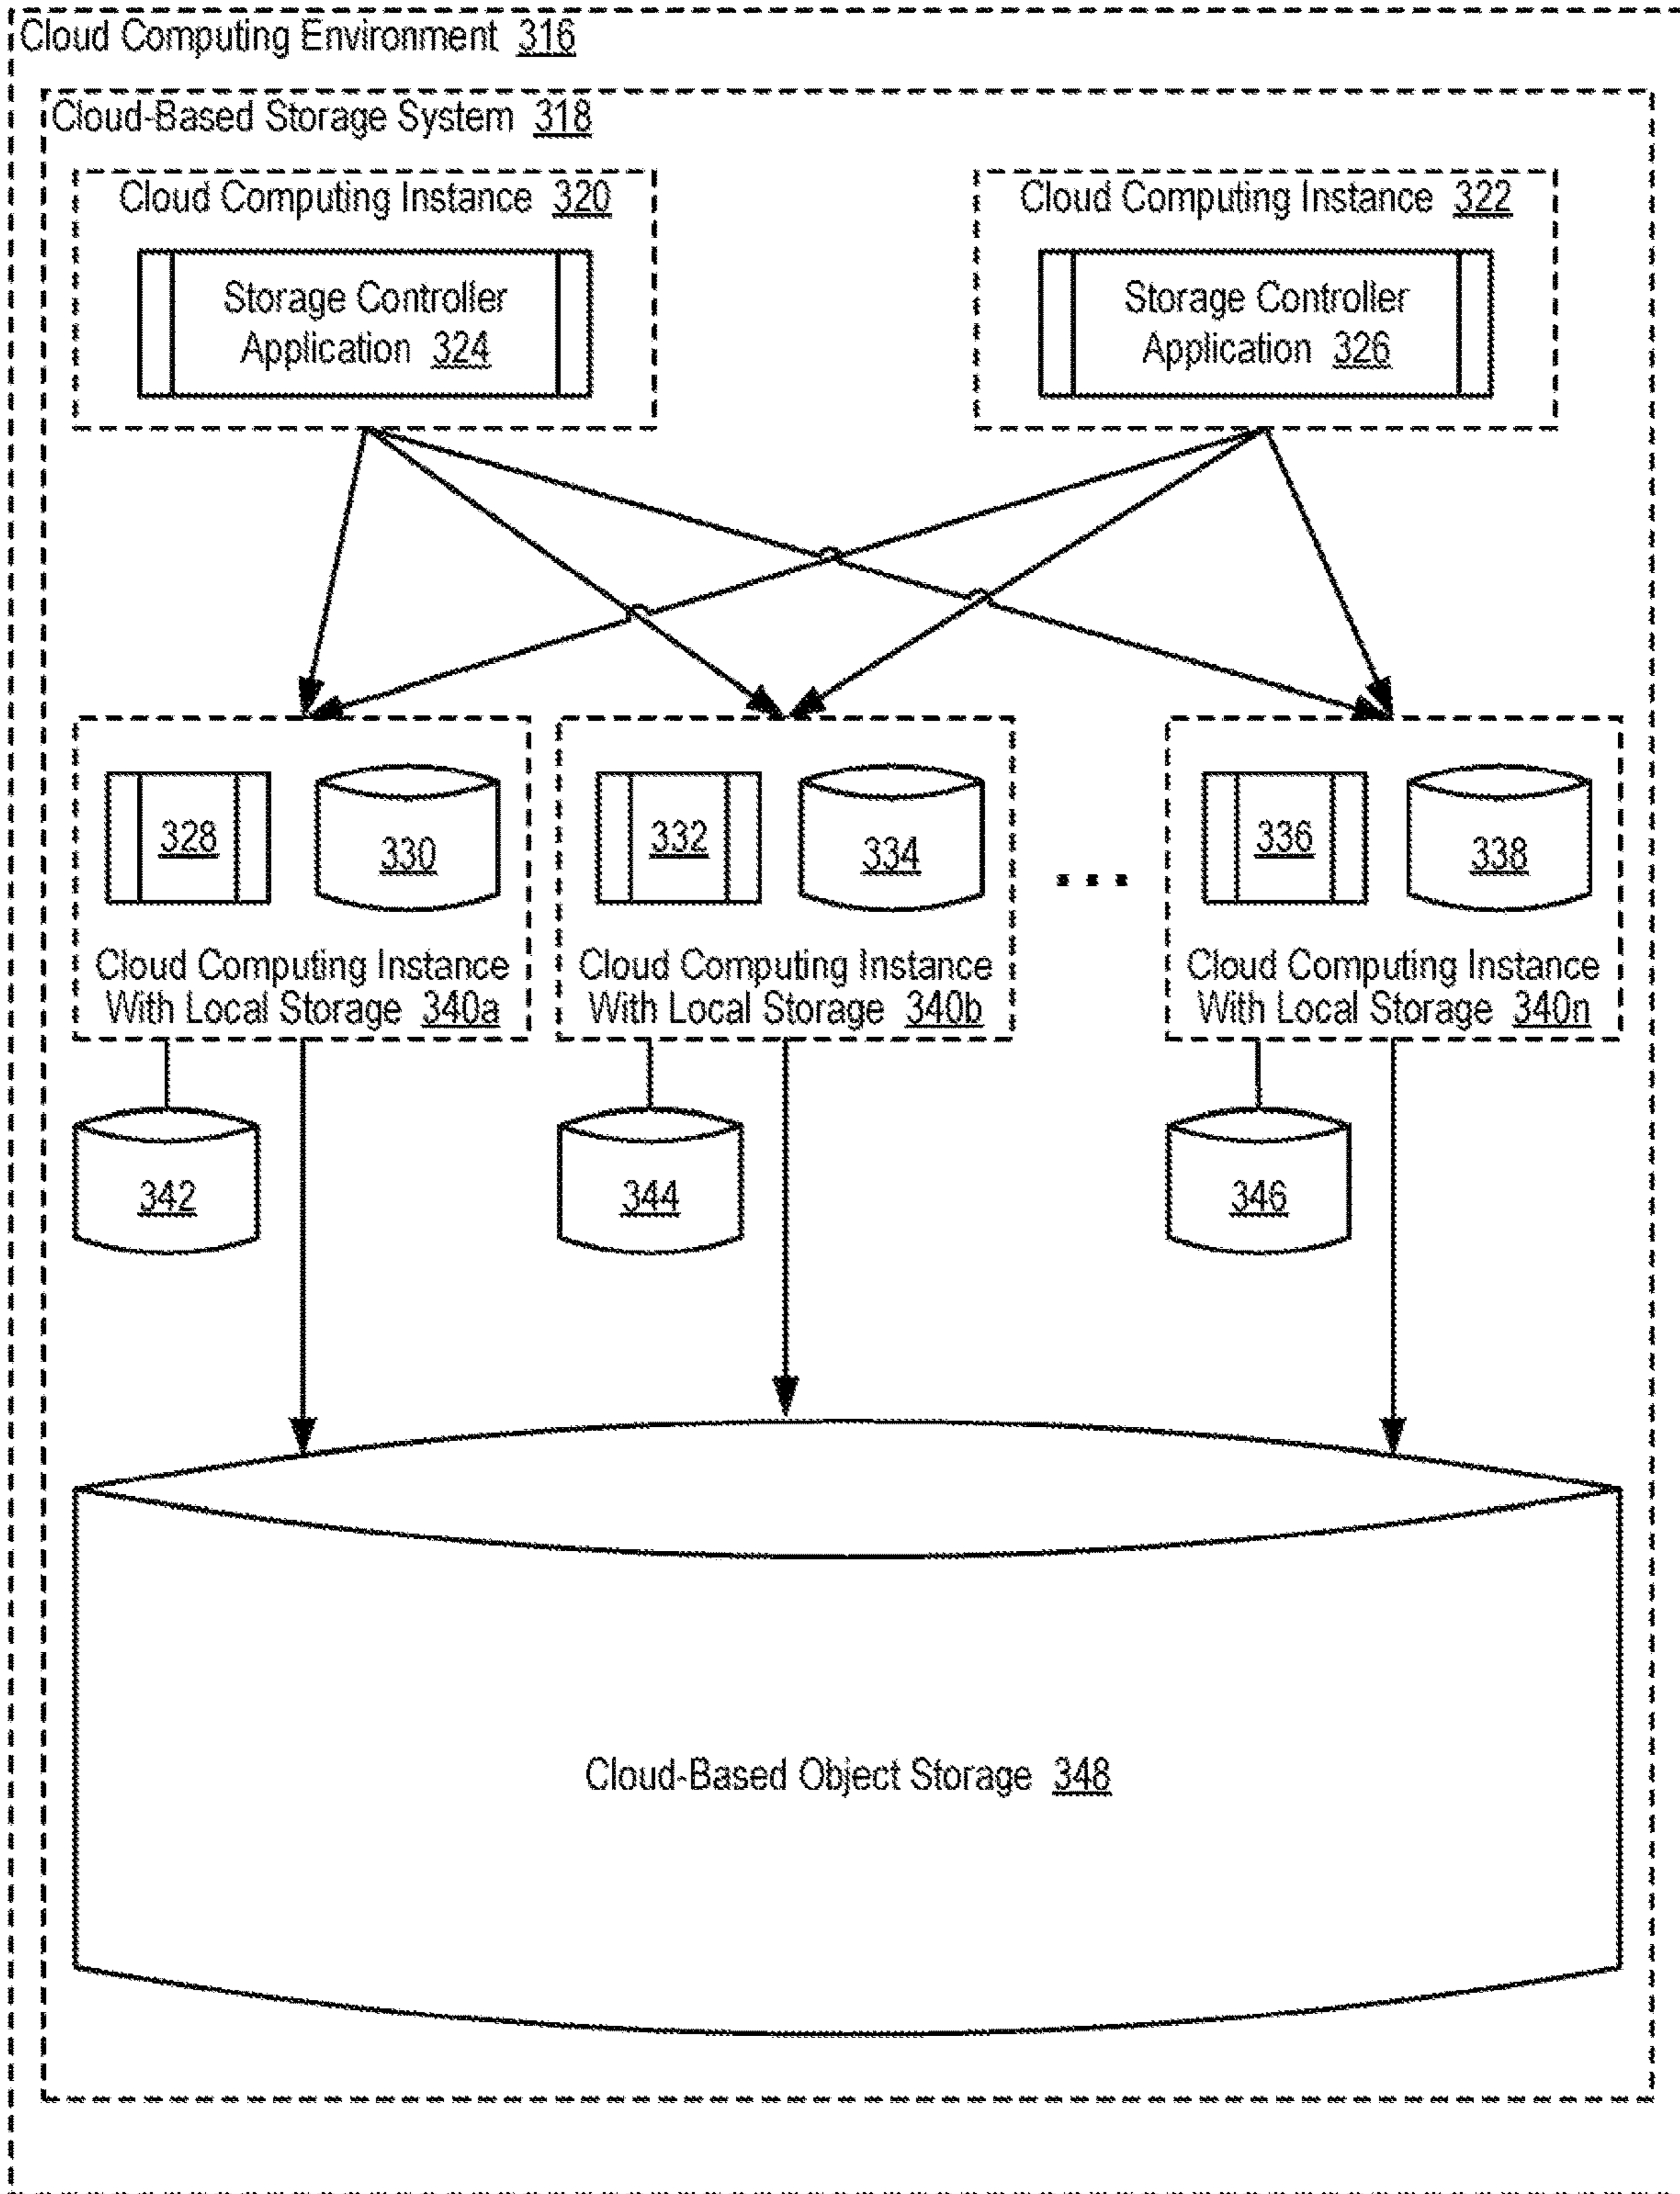 Cloud Computing Environment 316
Cloud-Based Storage System 318
Cloud Computing Instance 320
Storage Controller
Application 324
Cloud Computing Instance 322
Storage Controller
Application 326
328
330
Cloud Computing Instance
With Local Storage 340a
332
334
Cloud Computing Instance
With Local Storage 340b
...
336
338
Cloud Computing Instance
With Local Storage 340n
342
344
346
Cloud-Based Object Storage 348